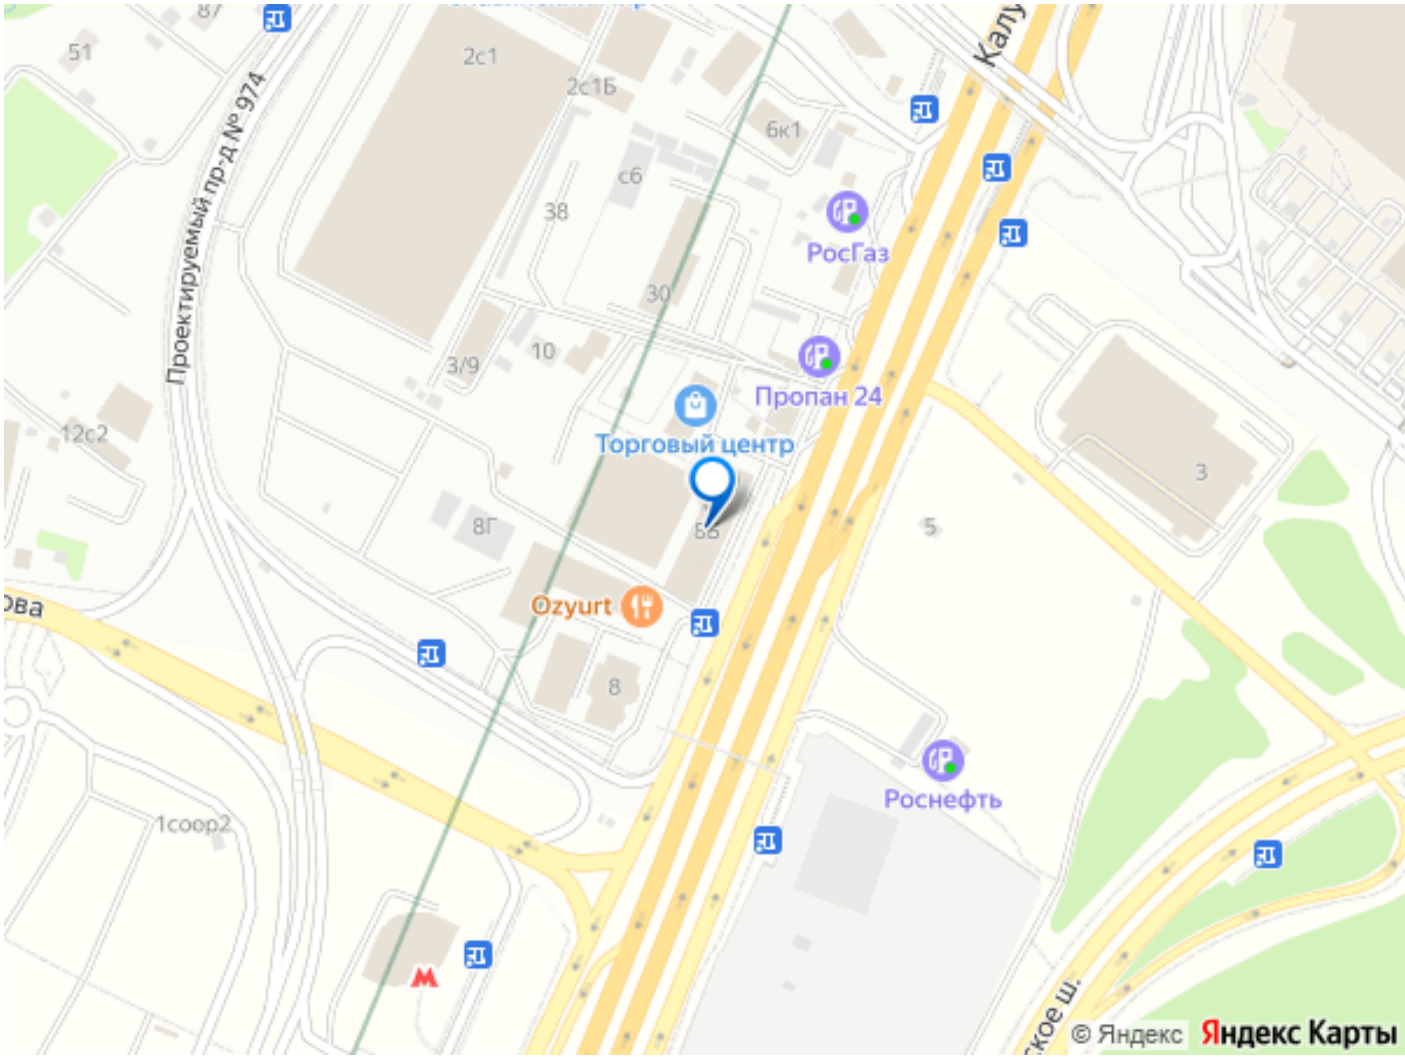 87
51
2с1
Калу
2с1Б
6к1
Проектируемый пр-д № 974
с6
38
РосГаз
30
3/9
10
Пропан 24
12с2
Торговый центр
3
8Г
5
Ozyurt
ова
8
Роснефть
1соор2
М
ское ш.
© Яндекс
Яндекс Карты